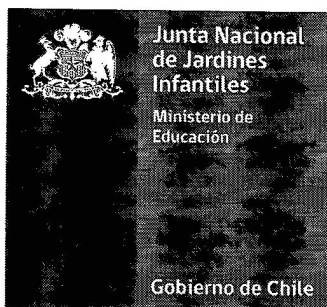 Junta Nacional
de Jardines
Infantiles
Ministerio de
Educación
Gobierno de Chile